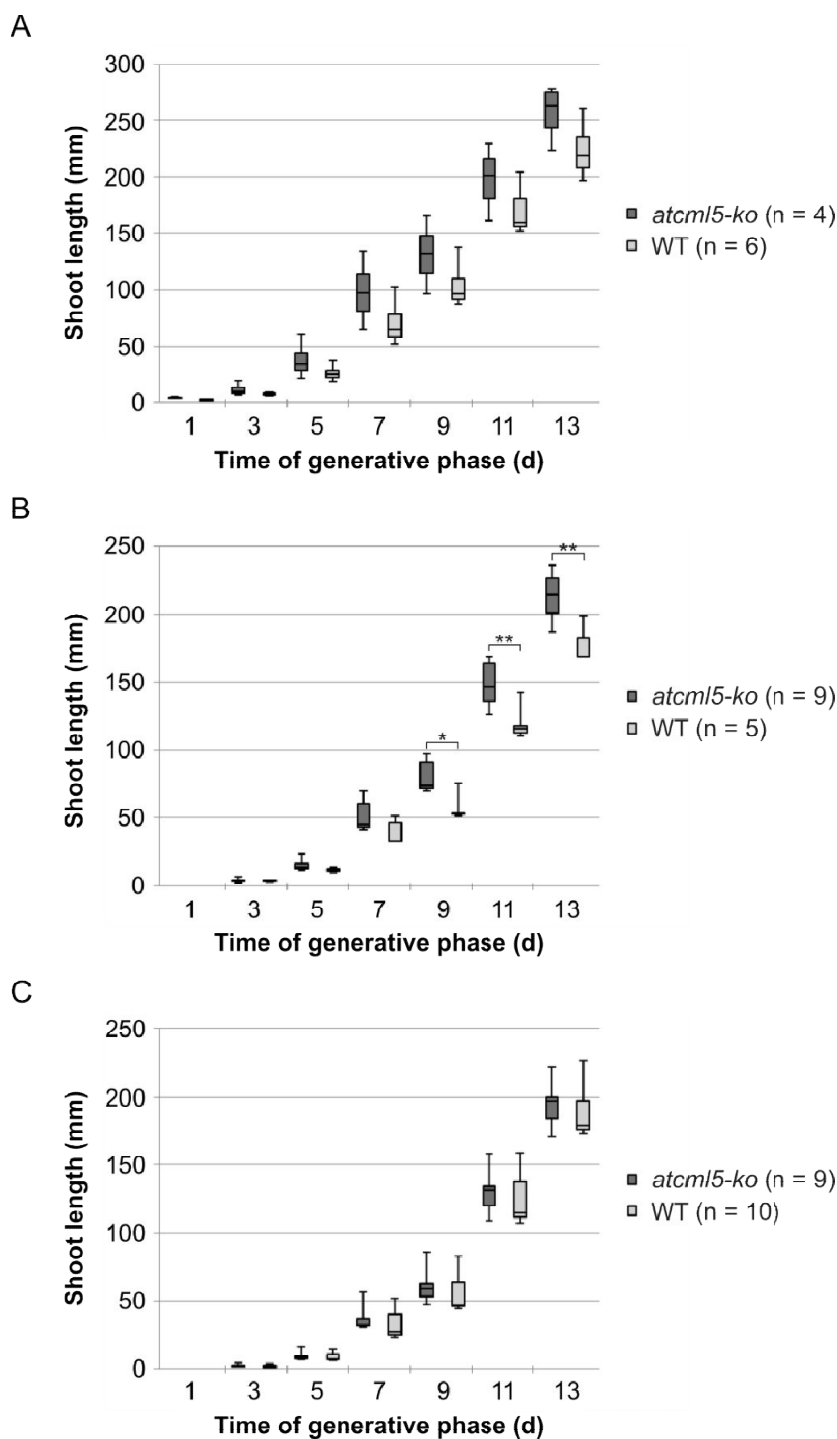 A
300
250
200
150
100
50
0
Shoot length (mm)
1 3 5 7 9 11 13
Time of generative phase (d)
atcml5-ko (n = 4)
WT (n = 6)
B
250
200
150
100
50
0
Shoot length (mm)
*
**
**
1 3 5 7 9 11 13
Time of generative phase (d)
atcml5-ko (n = 9)
WT (n = 5)
C
250
200
150
100
50
0
Shoot length (mm)
1 3 5 7 9 11 13
Time of generative phase (d)
atcml5-ko (n = 9)
WT (n = 10)